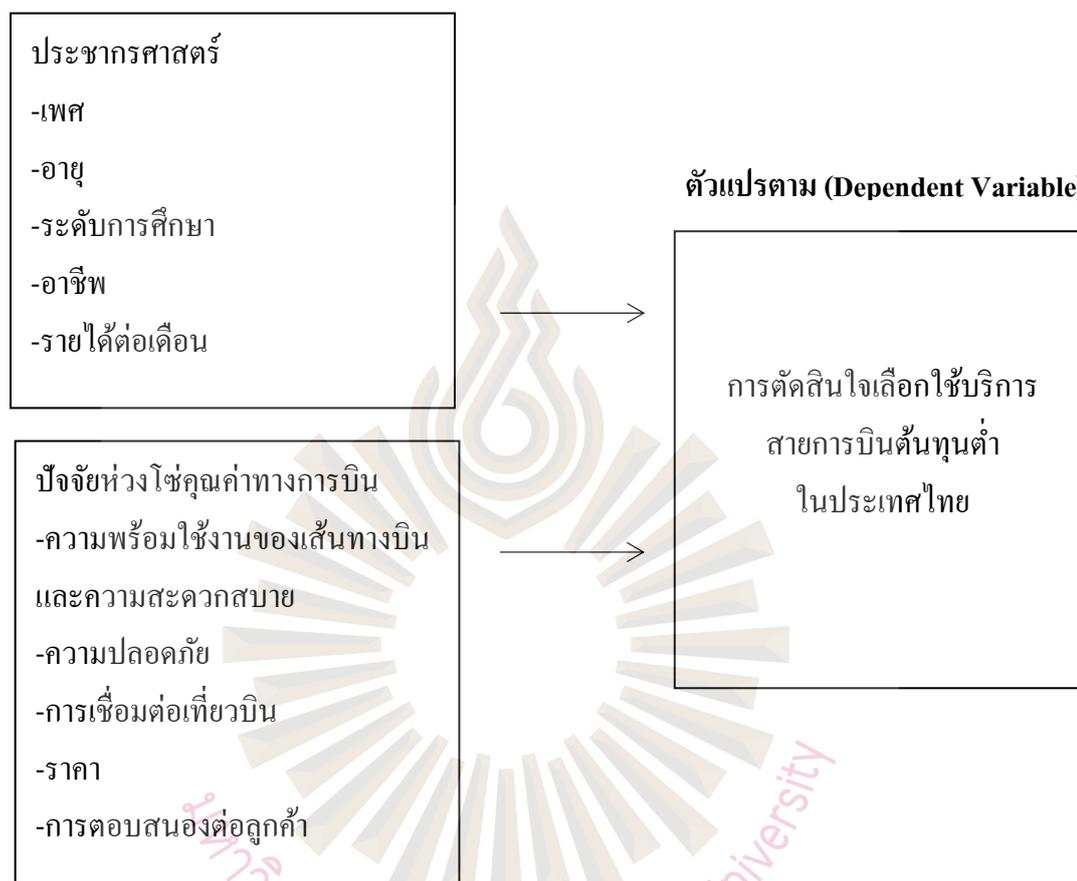 ประชากรศาสตร์
-เพศ
-อายุ
-ระดับการศึกษา
-อาชีพ
-รายได้ต่อเดือน
ปัจจัยห่วงโซ่คุณค่าทางการบิน
-ความพร้อมใช้งานของเส้นทางบิน
และความสะดวกสบาย
-ความปลอดภัย
-การเชื่อมต่อเที่ยวบิน
-ราคา
-การตอบสนองต่อลูกค้า
ตัวแปรตาม (Dependent Variable)
การตัดสินใจเลือกใช้บริการ
สายการบินต้นทุนต่ำ
ในประเทศไทย